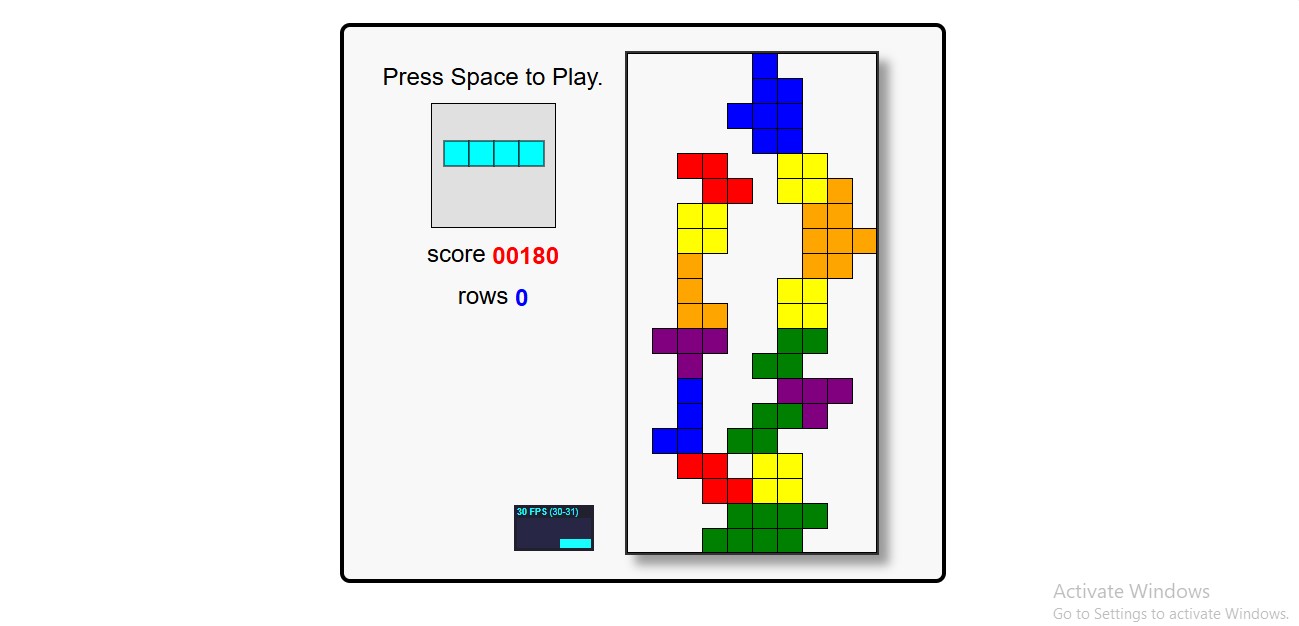 Press Space to Play.
score 00180
rows 0
30 FPS (30-31)
Activate Windows
Go to Settings to activate Windows.